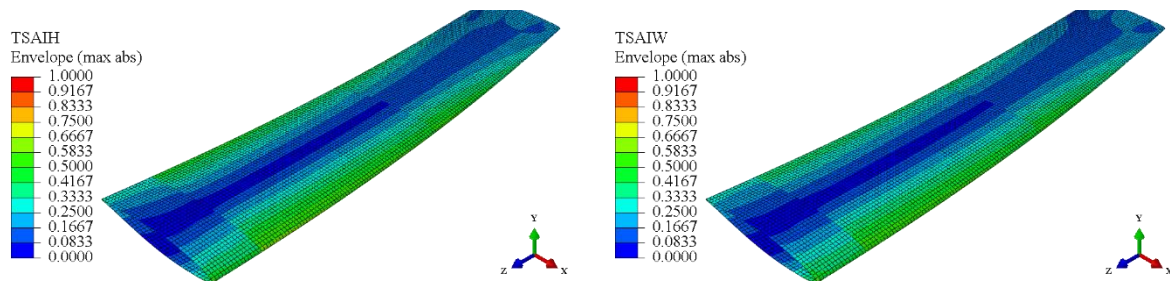 TSAIH
Envelope (max abs)
1.0000
0.9167
0.8333
0.7500
0.6667
0.5833
0.5000
0.4167
0.3333
0.2500
0.1667
0.0833
0.0000
Y
Z
X
TSAIW
Envelope (max abs)
1.0000
0.9167
0.8333
0.7500
0.6667
0.5833
0.5000
0.4167
0.3333
0.2500
0.1667
0.0833
0.0000
Y
Z
X